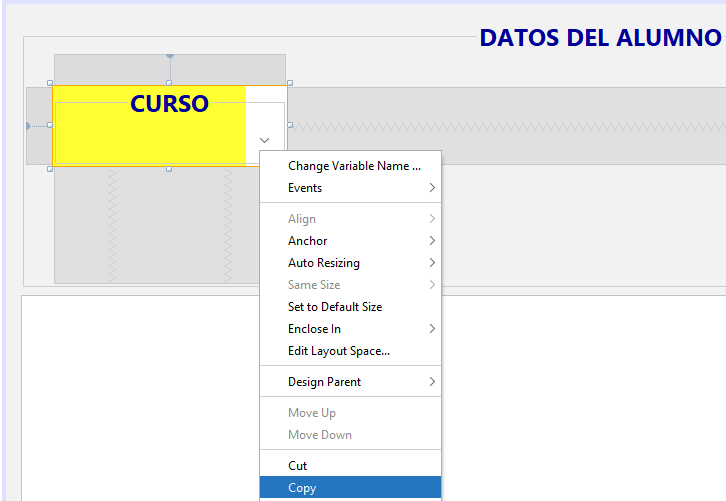 DATOS DEL ALUMNO
CURSO
Change Variable Name ...
Events
Align
Anchor
Auto Resizing
Same Size
Set to Default Size
Enclose In
Edit Layout Space...
Design Parent
Move Up
Move Down
Cut
Copy